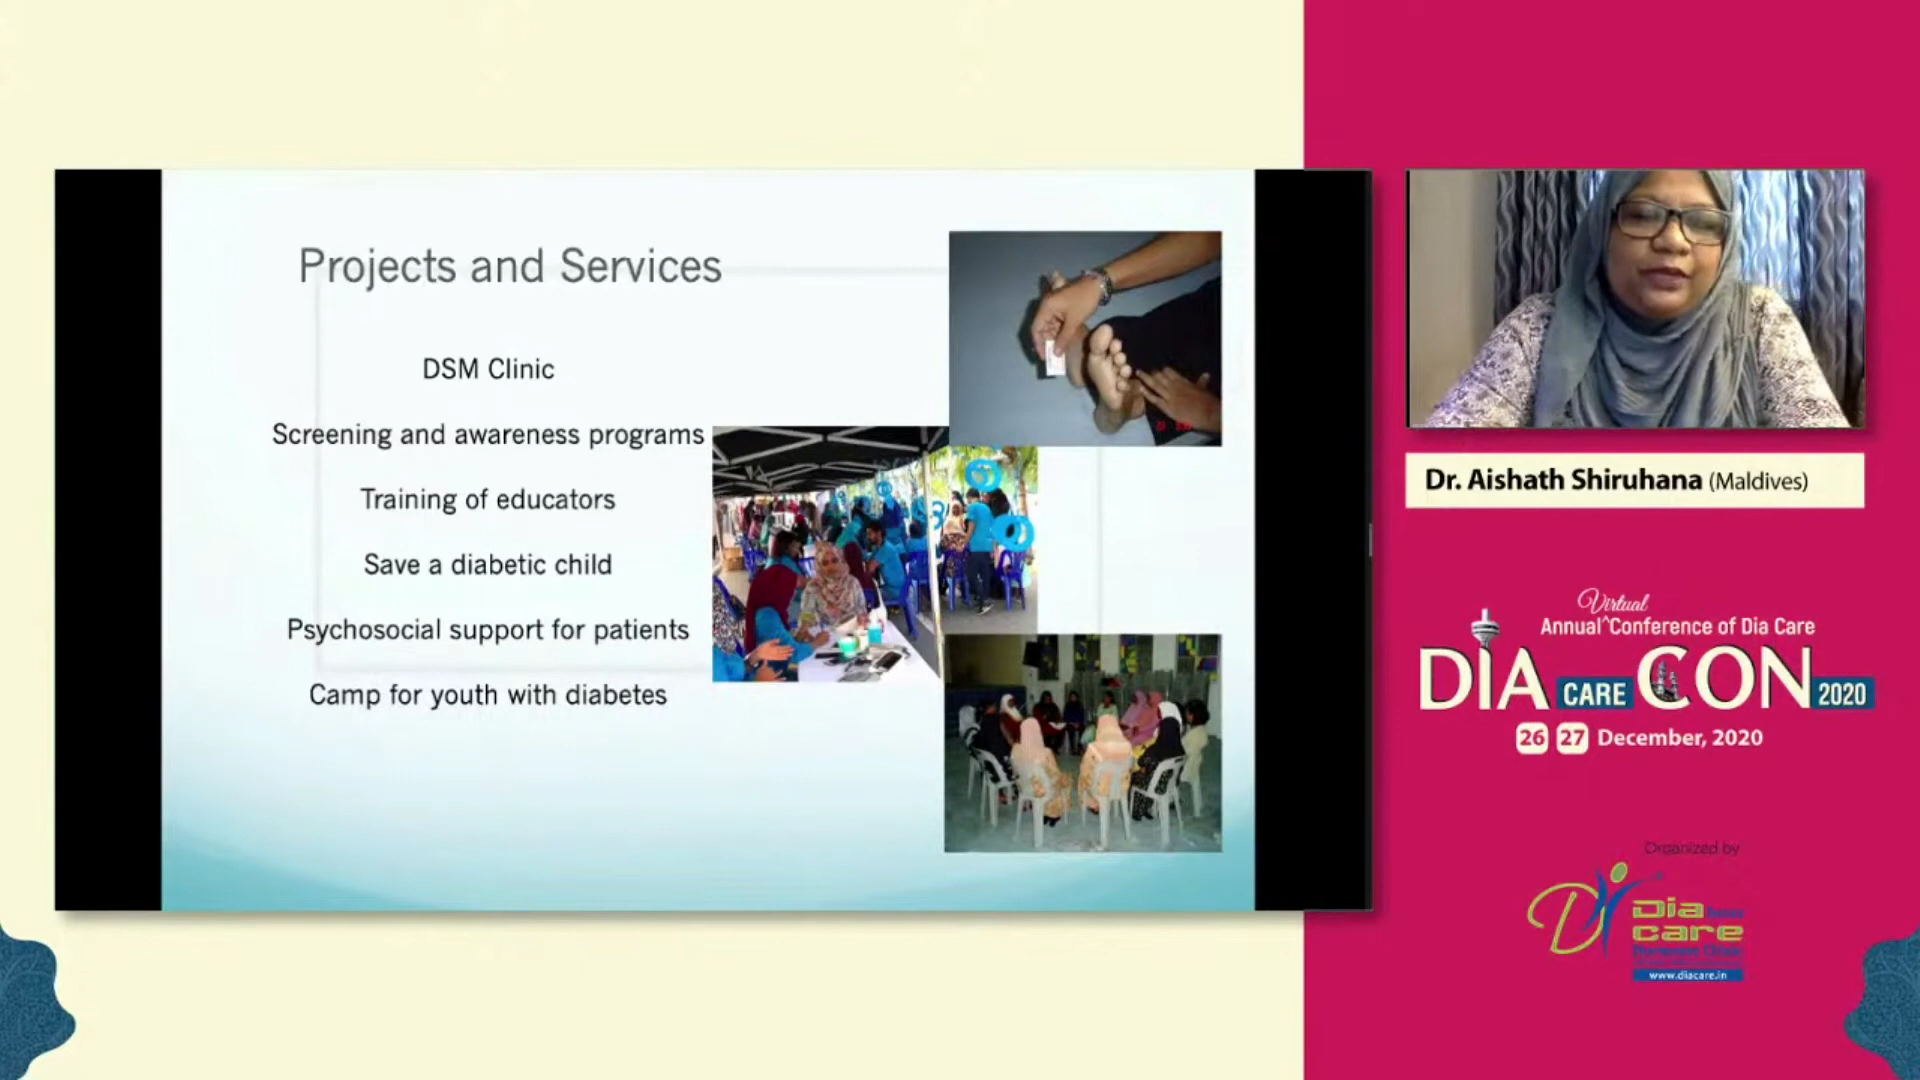 Projects and Services
DSM Clinic
Screening and awareness programs
Training of educators
Save a diabetic child
Psychosocial support for patients
Camp for youth with diabetes
Dr. Aishath Shiruhana (Maldives)
Virtual
Annual^Conference of Dia Care
DIA CARE CON 2020
26 27 December, 2020
Organized by
Dia
care
www.diacare.in